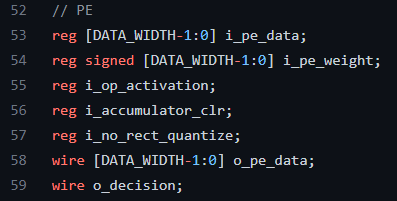 52 // PE
53 reg [DATA_WIDTH-1:0] i_pe_data;
54 reg signed [DATA_WIDTH-1:0] i_pe_weight;
55 reg i_op_activation;
56 reg i_accumulator_clr;
57 reg i_no_rect_quantize;
58 wire [DATA_WIDTH-1:0] o_pe_data;
59 wire o_decision;